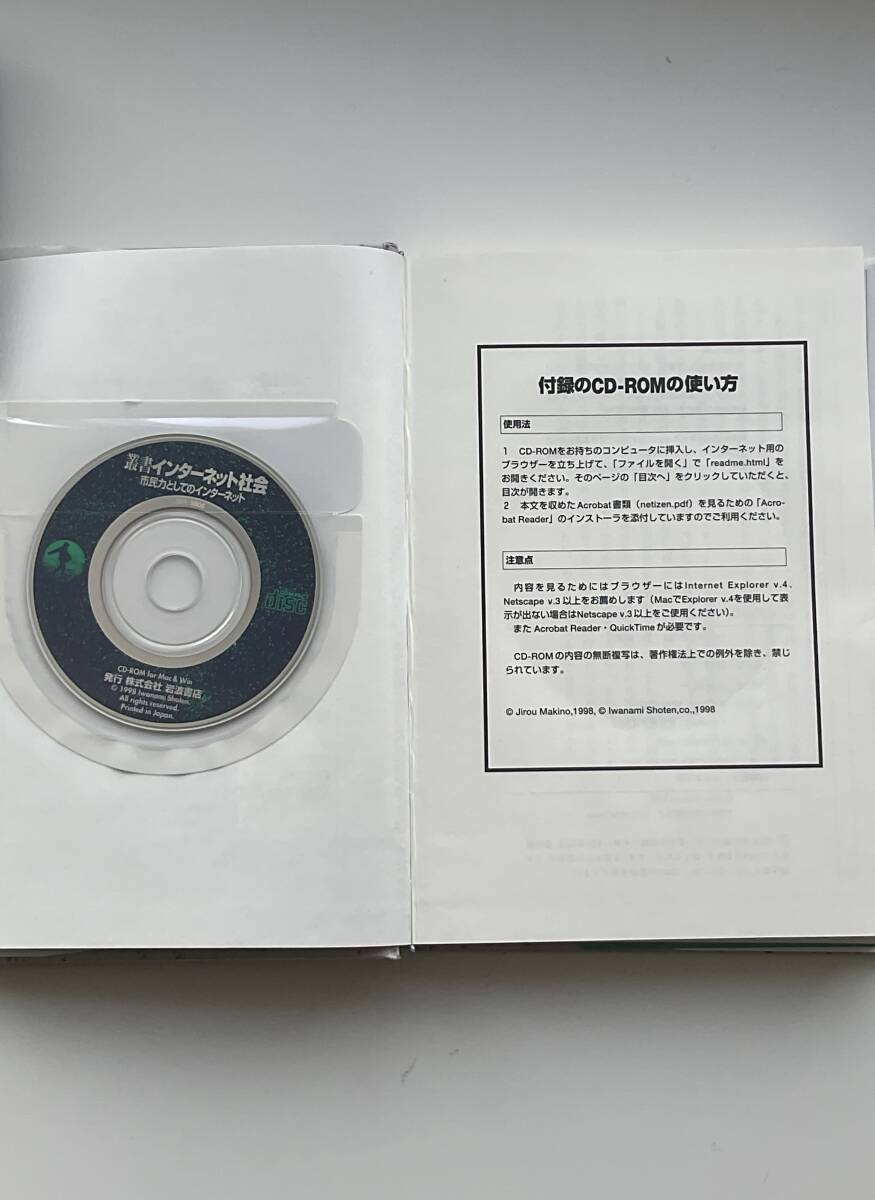 叢書インターネット社会
市民力としてのインターネット
disc
CD-ROM for Mac & Win
発行 株式会社 岩波書店
© 1998 Iwanami Shoten.
All rights reserved.
Printed in Japan.
付録のCD-ROMの使い方
使用法
1 CD-ROMをお持ちのコンピュータに挿入し、インターネット用の
ブラウザーを立ち上げて、「ファイルを開く」で「readme.html」を
お開きください。そのページの「目次へ」をクリックしていただくと、
目次が開きます。
2 本文を収めたAcrobat書類（netizen.pdf）を見るための「Acro-
bat Reader」のインストーラを添付していますのでご利用ください。
注意点
内容を見るためにはブラウザーにはInternet Explorer v.4、
Netscape v.3以上をお薦めします（MacでExplorer v.4を使用して表
示が出ない場合はNetscape v.3以上をご使用ください）。
また Acrobat Reader・QuickTimeが必要です。
CD-ROMの内容の無断複写は、著作権法上での例外を除き、禁じ
られています。
© Jirou Makino,1998, © Iwanami Shoten,co.,1998